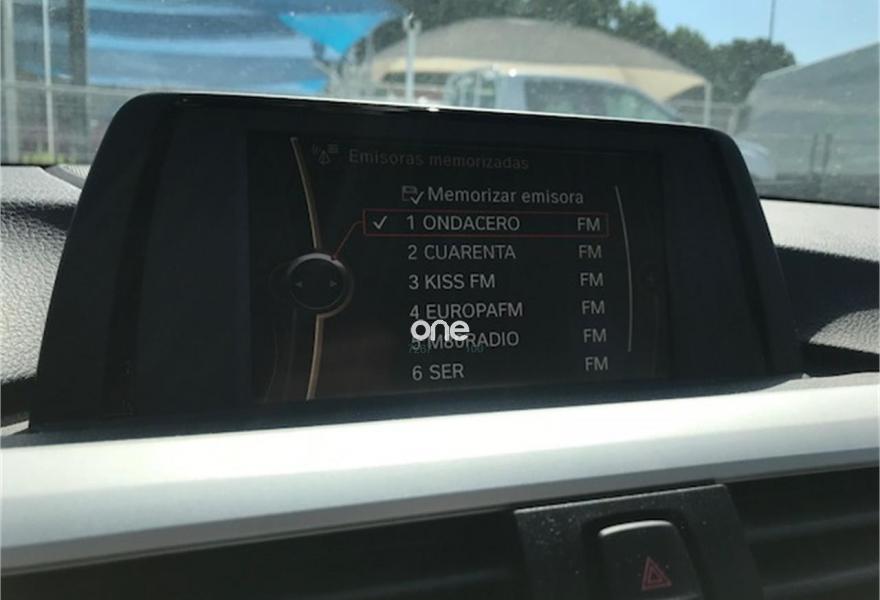 Emisoras memorizadas
Memorizar emisora
1 ONDACERO FM
2 CUARENTA FM
3 KISS FM FM
4 EUROPAFM FM
one
5 M80RADIO FM
6 SER FM